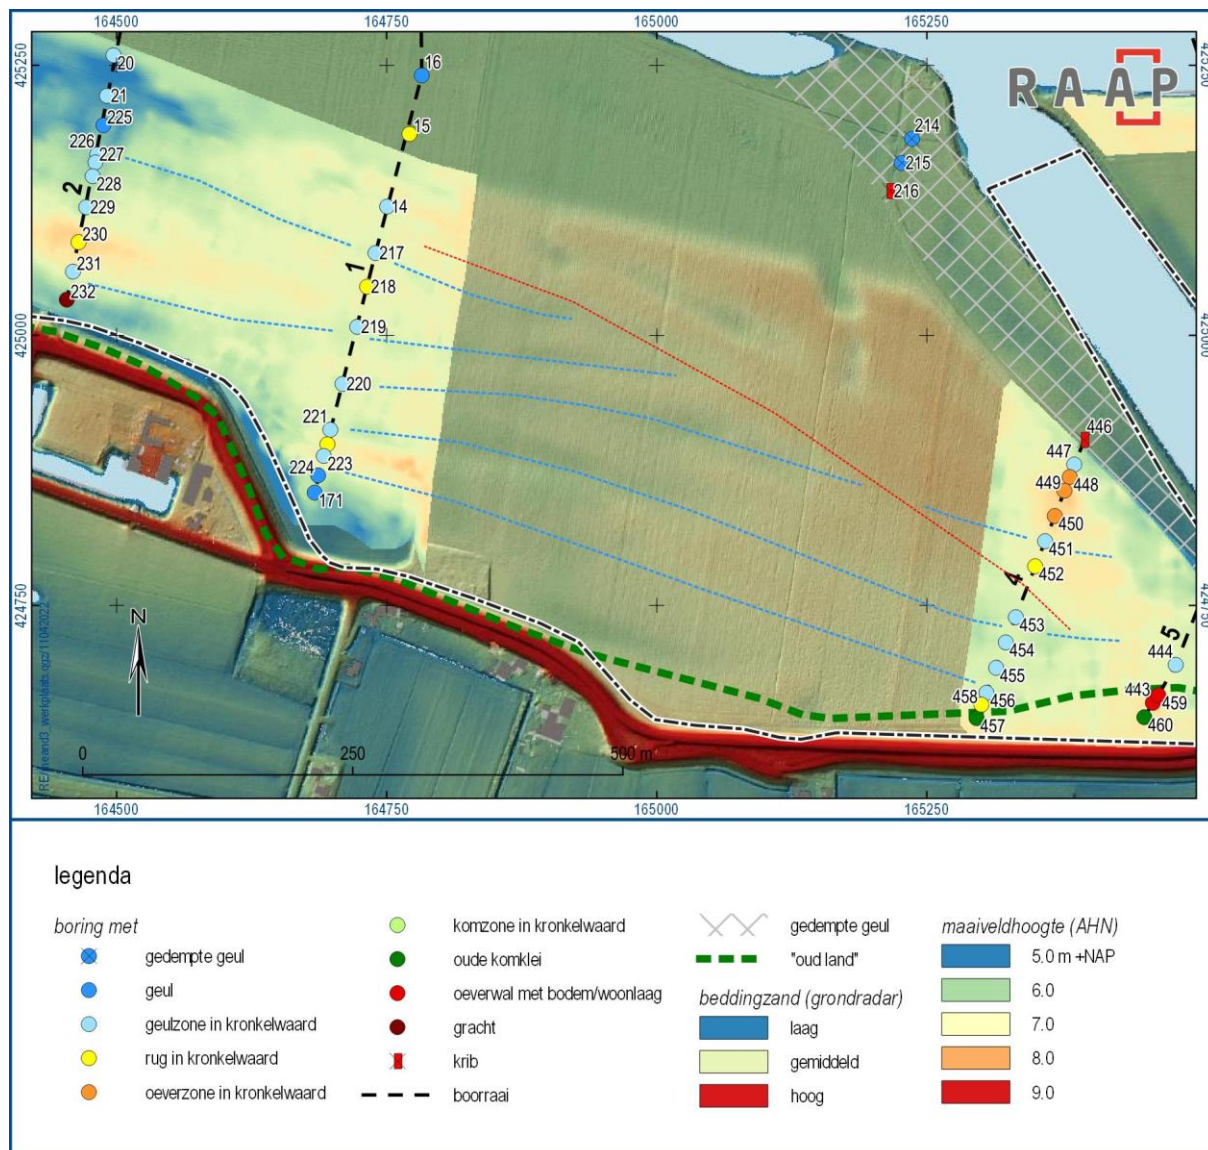 164500 164750 165000 165250
425250 425250
RAAP
20
21
225
226
227
228
2
229
230
231
232
16
15
14
217
1
218
219
220
221
223
224
171
214
215
216
425000 425000
446
447
449 448
450
451
452
4
453
454
455
458 456
457
5
444
443
459
460
424750 424750
N
0 250 500 m
164500 164750 165000 165250
legenda
boring met
gedempte geul
geul
geulzone in kronkelwaard
rug in kronkelwaard
oeverzone in kronkelwaard
komzone in kronkelwaard
oude komklei
oeverwal met bodem/woonlaag
gracht
krib
boorraai
gedempte geul
"oud land"
beddingzand (grondradar)
laag
gemiddeld
hoog
maaiveldhoogte (AHN)
5.0 m +NAP
6.0
7.0
8.0
9.0